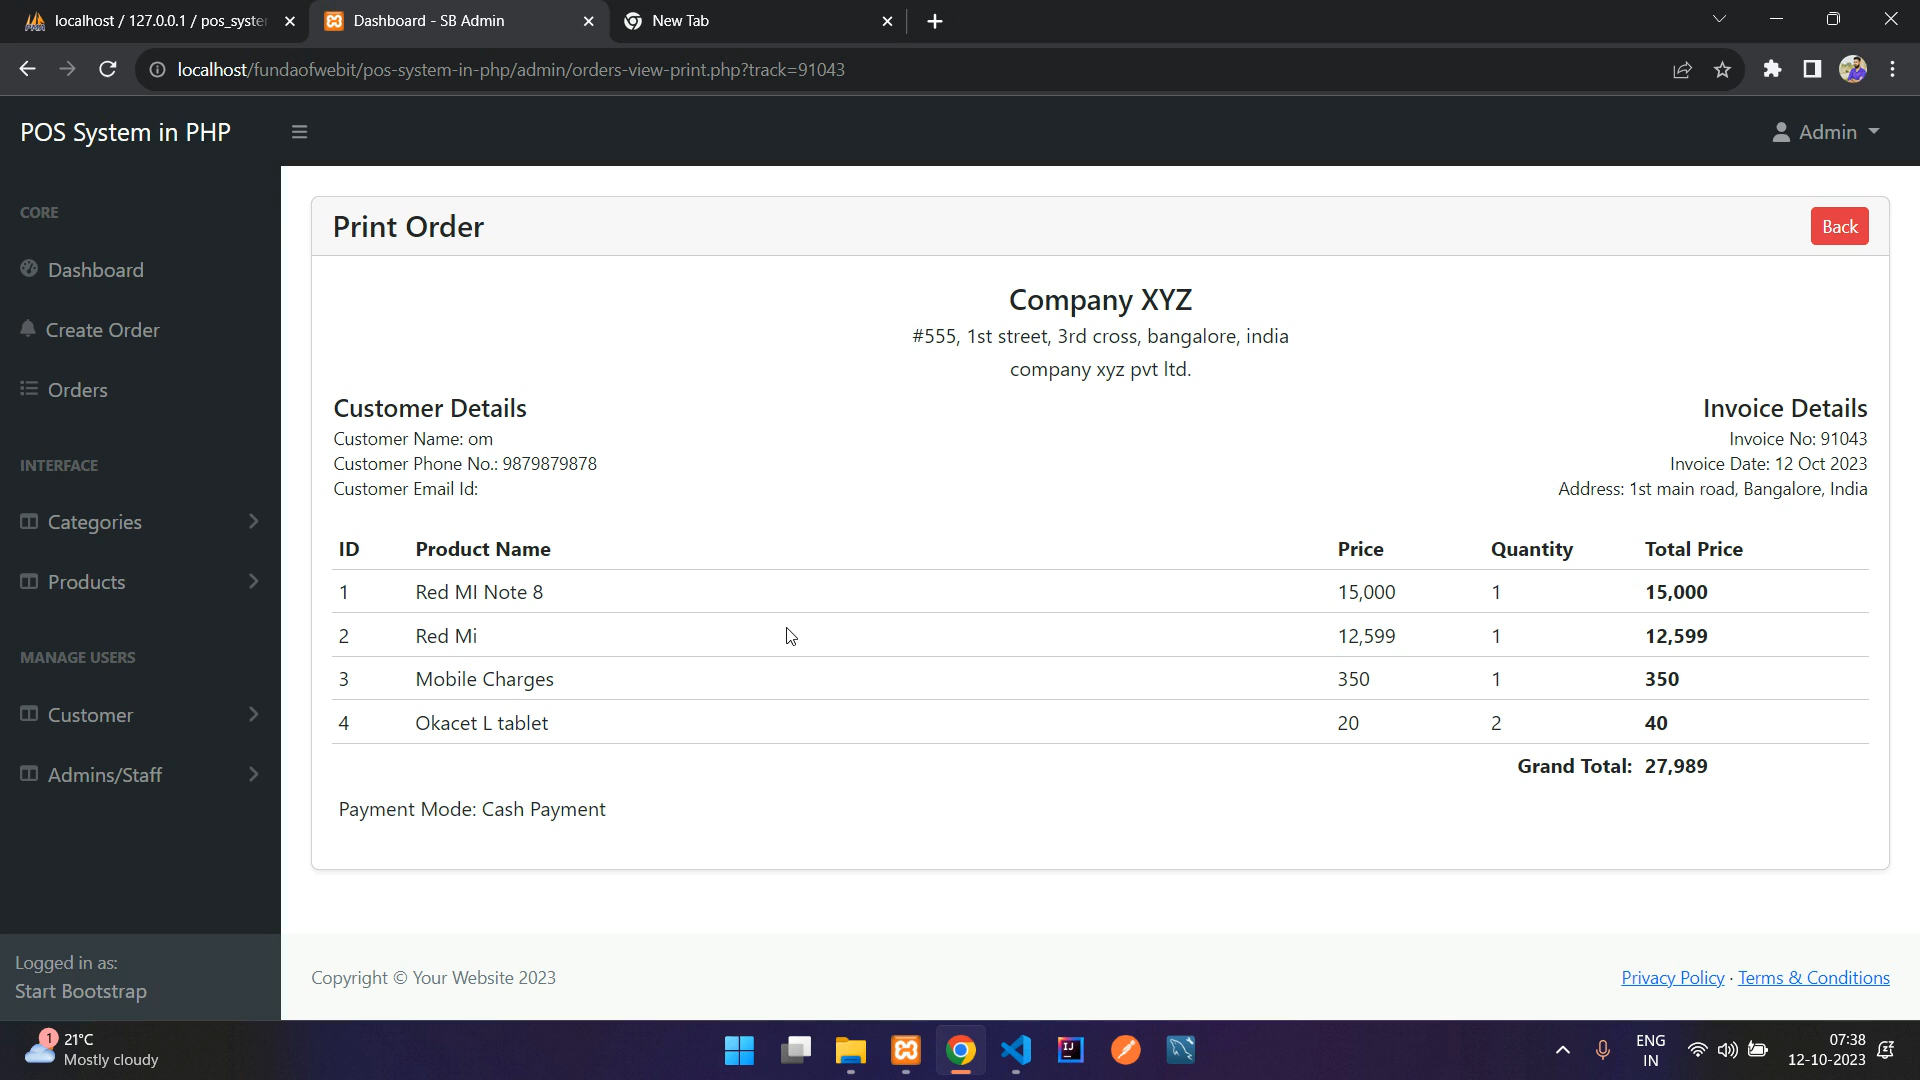 localhost / 127.0.0.1 / pos_syste
Dashboard - SB Admin
New Tab
localhost/fundaofwebit/pos-system-in-php/admin/orders-view-print.php?track=91043
POS System in PHP
Admin
CORE
Dashboard
Create Order
Orders
INTERFACE
Categories
Products
MANAGE USERS
Customer
Admins/Staff
Logged in as:
Start Bootstrap
Print Order
Back
Company XYZ
#555, 1st street, 3rd cross, bangalore, india
company xyz pvt ltd.
Customer Details
Customer Name: om
Customer Phone No.: 9879879878
Customer Email Id:
Invoice Details
Invoice No: 91043
Invoice Date: 12 Oct 2023
Address: 1st main road, Bangalore, India
ID Product Name Price Quantity Total Price
1 Red MI Note 8 15,000 1 15,000
2 Red Mi 12,599 1 12,599
3 Mobile Charges 350 1 350
4 Okacet L tablet 20 2 40
Grand Total: 27,989
Payment Mode: Cash Payment
Copyright © Your Website 2023
Privacy Policy · Terms & Conditions
1
21°C
Mostly cloudy
IJ
ENG
IN
07:38
12-10-2023